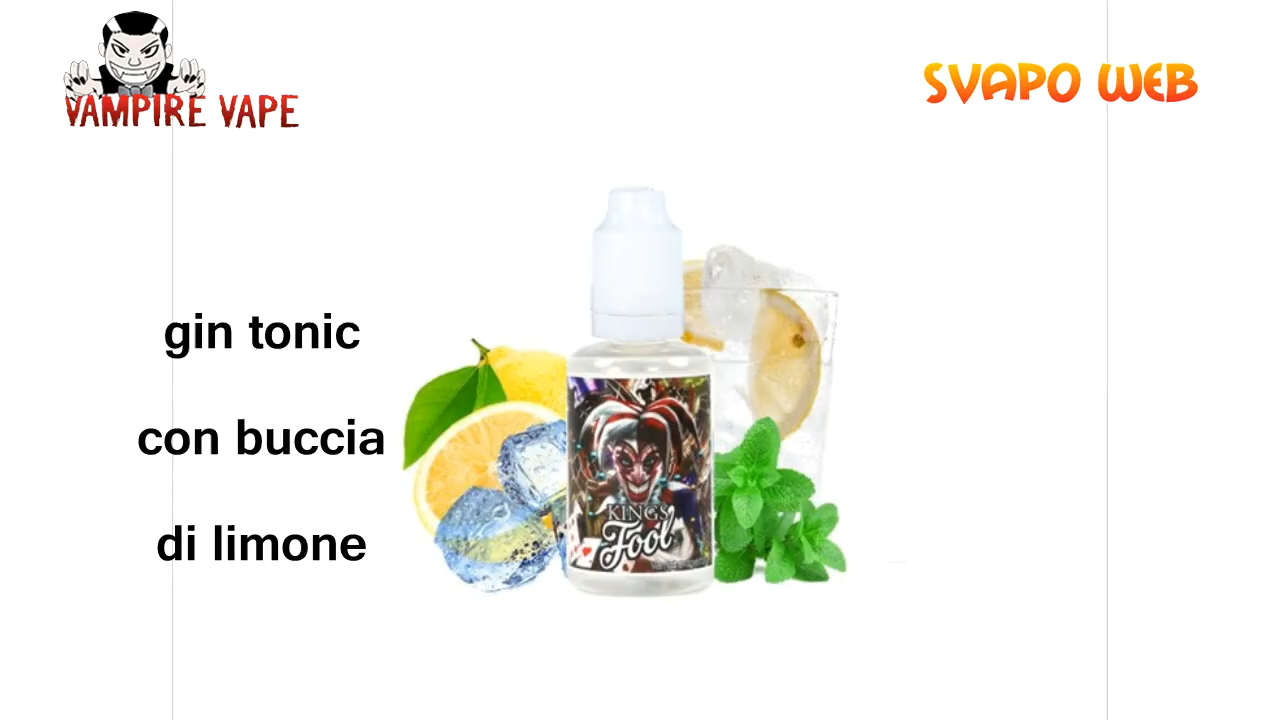 VAMPIRE VAPE
SVAPO WEB
gin tonic
con buccia
di limone
KINGS
Fool